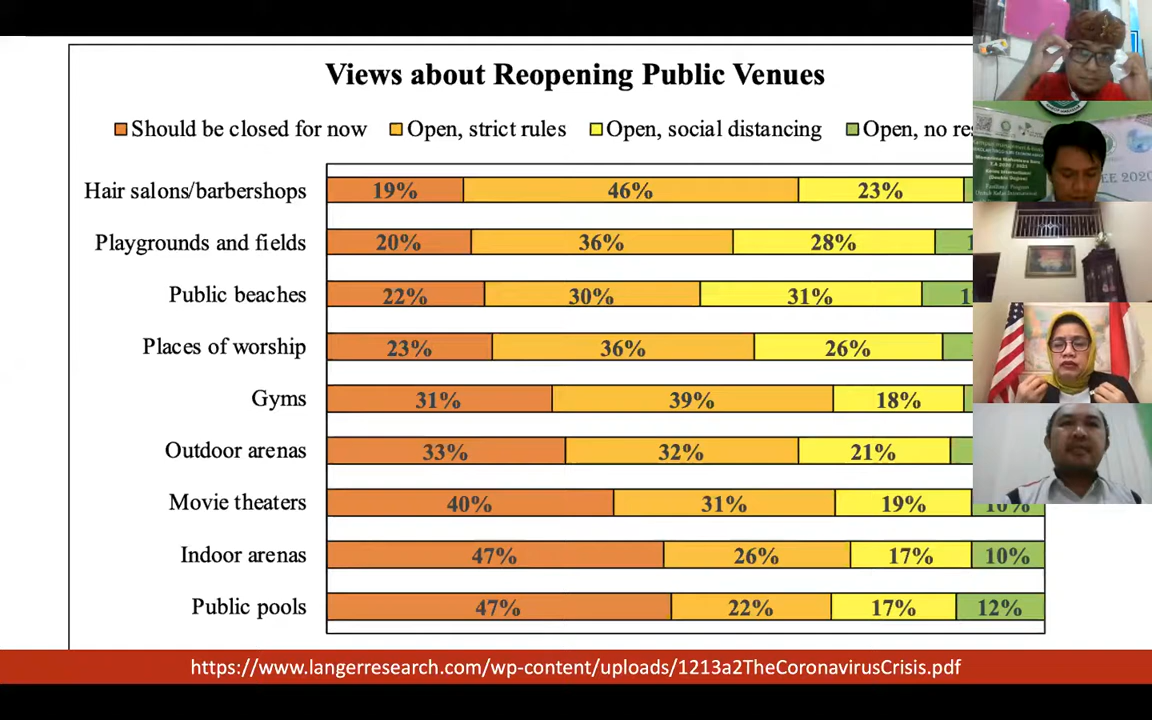 Views about Reopening Public Venues
Should be closed for now Open, strict rules Open, social distancing Open, no
Hair salons/barbershops 19% 46% 23%
Playgrounds and fields 20% 36% 28%
Public beaches 22% 30% 31%
Places of worship 23% 36% 26%
Gyms 31% 39% 18%
Outdoor arenas 33% 32% 21%
Movie theaters 40% 31% 19% 10%
Indoor arenas 47% 26% 17% 10%
Public pools 47% 22% 17% 12%
https://www.langerresearch.com/wp-content/uploads/1213a2TheCoronavirusCrisis.pdf
EE 2020